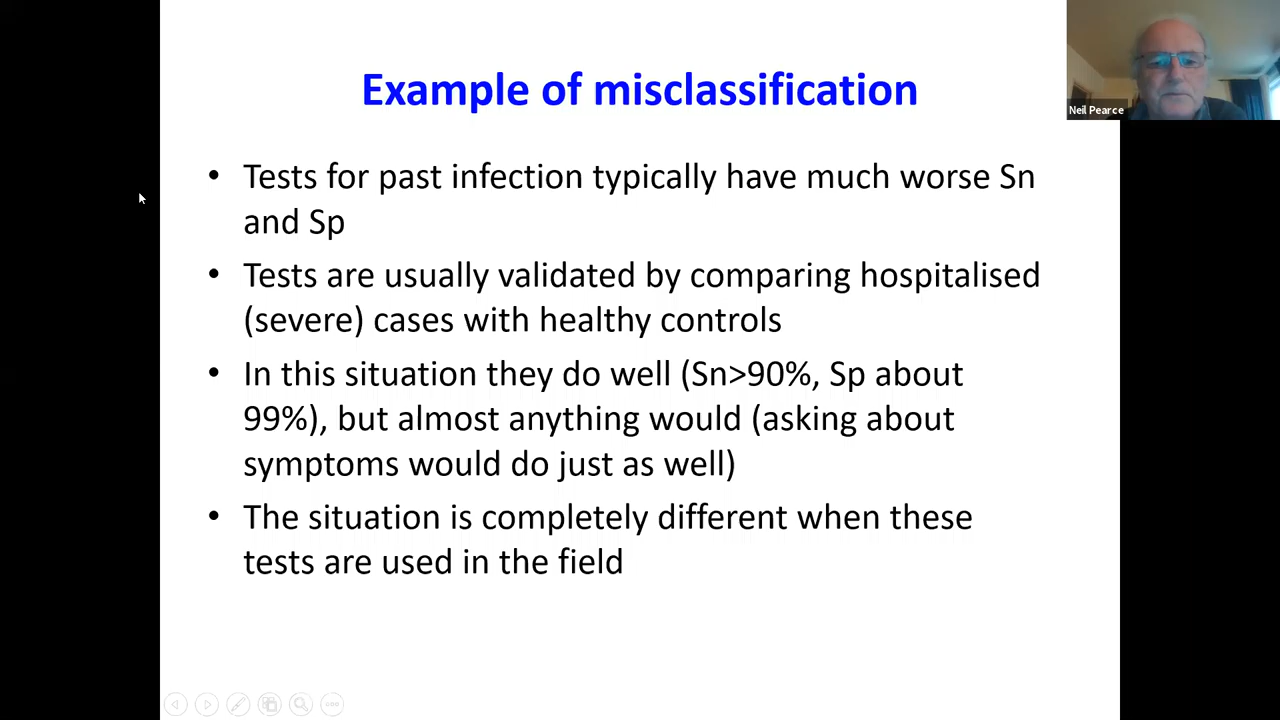 Example of misclassification
Neil Pearce
• Tests for past infection typically have much worse Sn
and Sp
• Tests are usually validated by comparing hospitalised
(severe) cases with healthy controls
• In this situation they do well (Sn>90%, Sp about
99%), but almost anything would (asking about
symptoms would do just as well)
• The situation is completely different when these
tests are used in the field